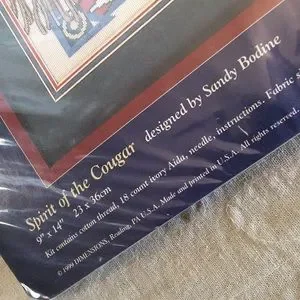 Spirit of the Cougar designed by Sandy Bodine
9" x 14" 23 x 36cm
Kit contains cotton thread, 18 count ivory Aida, needle, instructions. Fabric
© 1999 DIMENSIONS, Reading, PA U.S.A. Made and printed in U.S.A. All rights reserved.